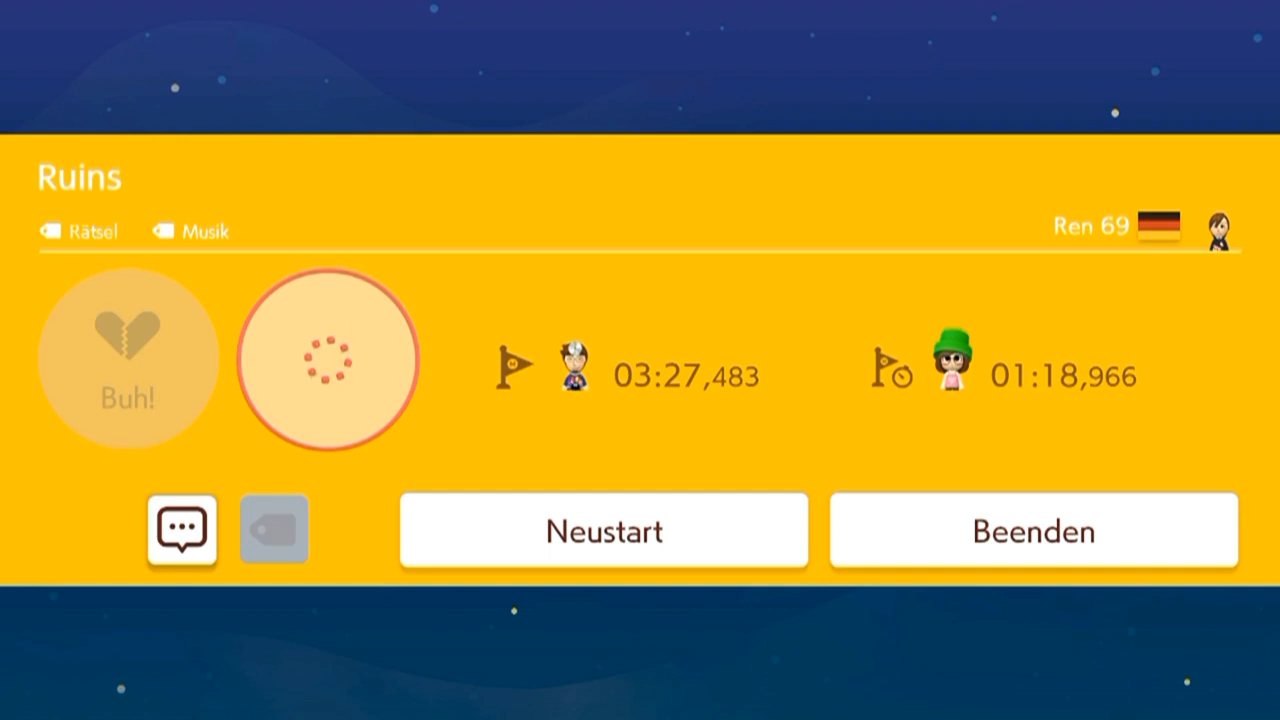 Ruins
Rätsel Musik
Ren 69
Buh!
03:27,483
01:18,966
Neustart
Beenden